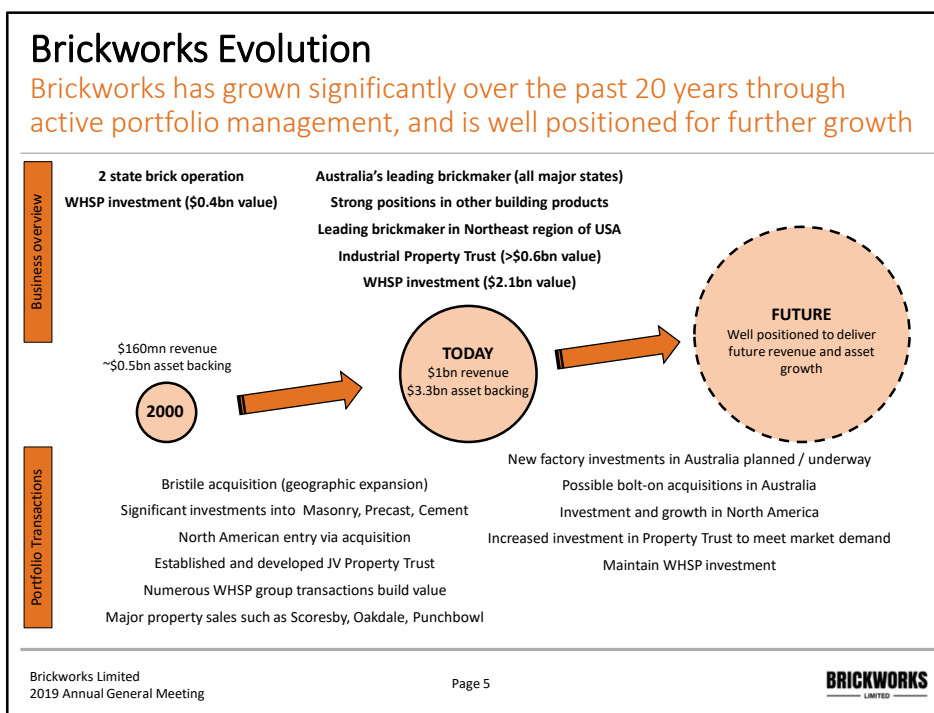 Brickworks Evolution
Brickworks has grown significantly over the past 20 years through
active portfolio management, and is well positioned for further growth
Business overview
2 state brick operation
WHSP investment ($0.4bn value)
Australia's leading brickmaker (all major states)
Strong positions in other building products
Leading brickmaker in Northeast region of USA
Industrial Property Trust (>$0.6bn value)
WHSP investment ($2.1bn value)
$160mn revenue
~$0.5bn asset backing
2000
TODAY
$1bn revenue
$3.3bn asset backing
FUTURE
Well positioned to deliver
future revenue and asset
growth
Portfolio Transactions
Bristile acquisition (geographic expansion)
Significant investments into Masonry, Precast, Cement
North American entry via acquisition
Established and developed JV Property Trust
Numerous WHSP group transactions build value
Major property sales such as Scoresby, Oakdale, Punchbowl
New factory investments in Australia planned / underway
Possible bolt-on acquisitions in Australia
Investment and growth in North America
Increased investment in Property Trust to meet market demand
Maintain WHSP investment
Brickworks Limited
2019 Annual General Meeting
Page 5
BRICKWORKS
LIMITED